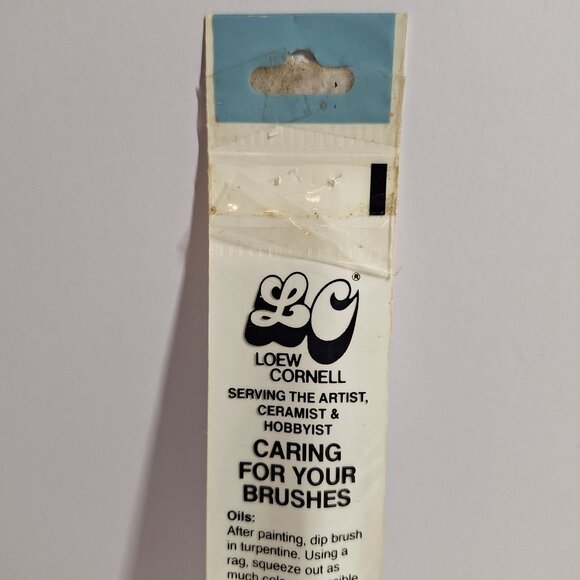 LC®
LOEW
CORNELL
SERVING THE ARTIST,
CERAMIST &
HOBBYIST
CARING
FOR YOUR
BRUSHES
Oils:
After painting, dip brush
in turpentine. Using a
rag, squeeze out as
much